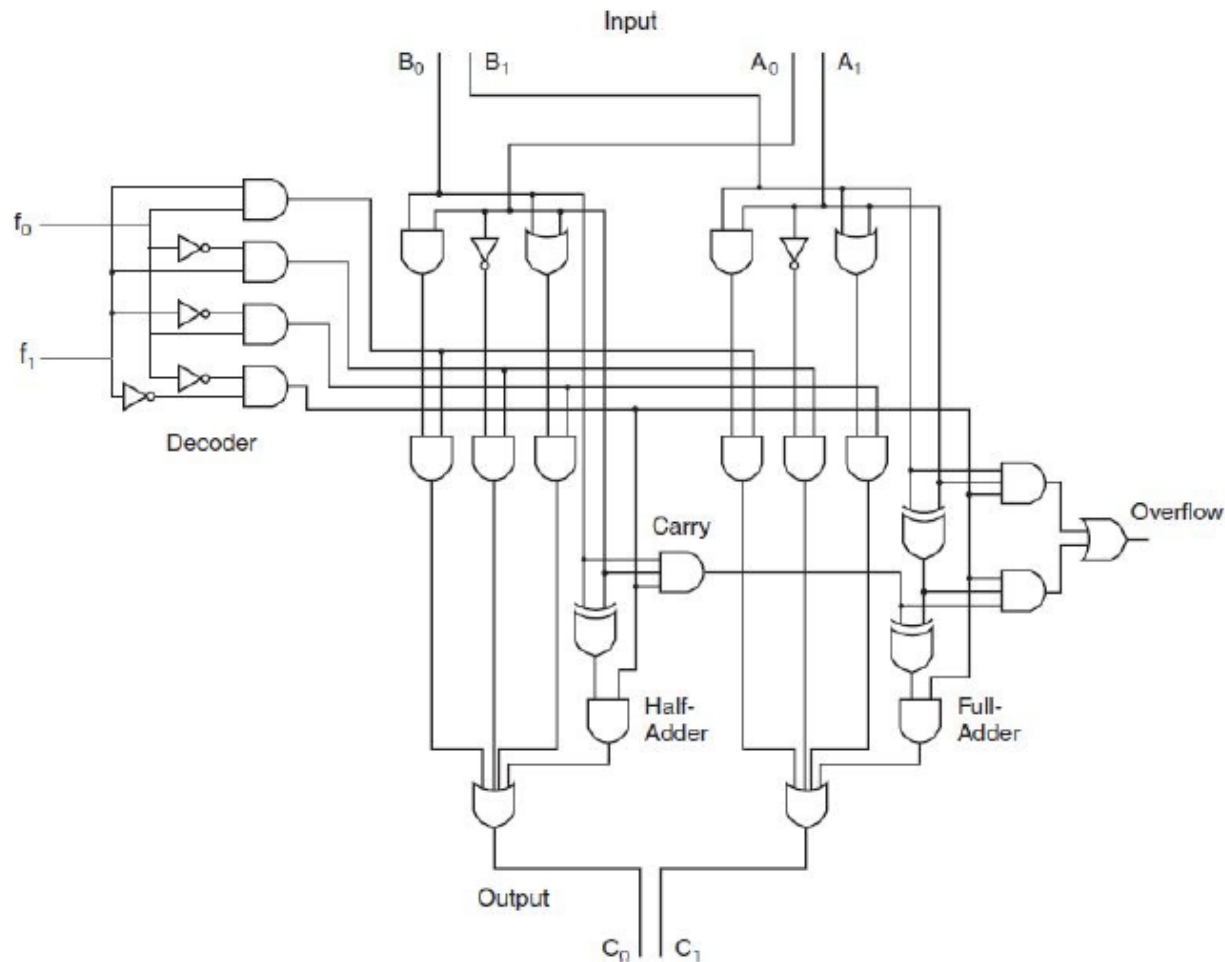 Input
B₀ B₁ A₀ A₁
f₀
f₁
Decoder
Carry
Overflow
Half-
Adder
Full-
Adder
Output
C₀ C₁